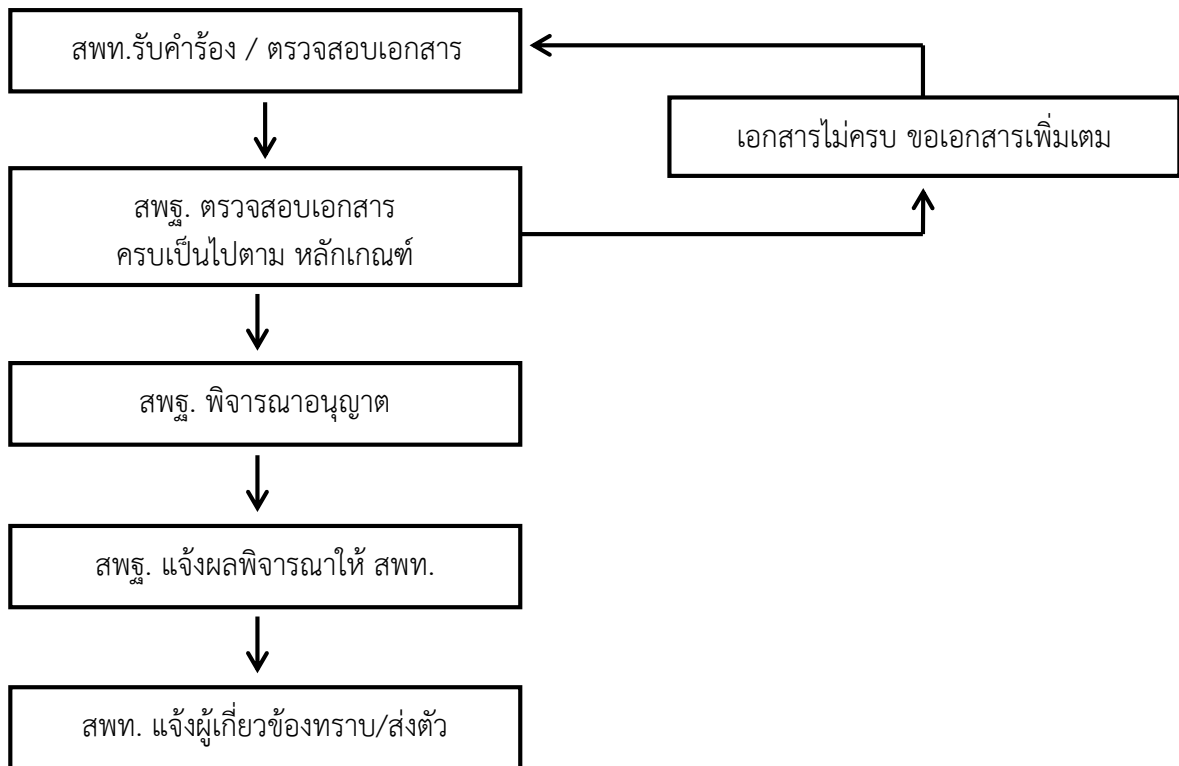 สพท.รับคำร้อง / ตรวจสอบเอกสาร
เอกสารไม่ครบ ขอเอกสารเพิ่มเตม
สพฐ. ตรวจสอบเอกสาร
ครบเป็นไปตาม หลักเกณฑ์
สพฐ. พิจารณาอนุญาต
สพฐ. แจ้งผลพิจารณาให้ สพท.
สพท. แจ้งผู้เกี่ยวข้องทราบ/ส่งตัว